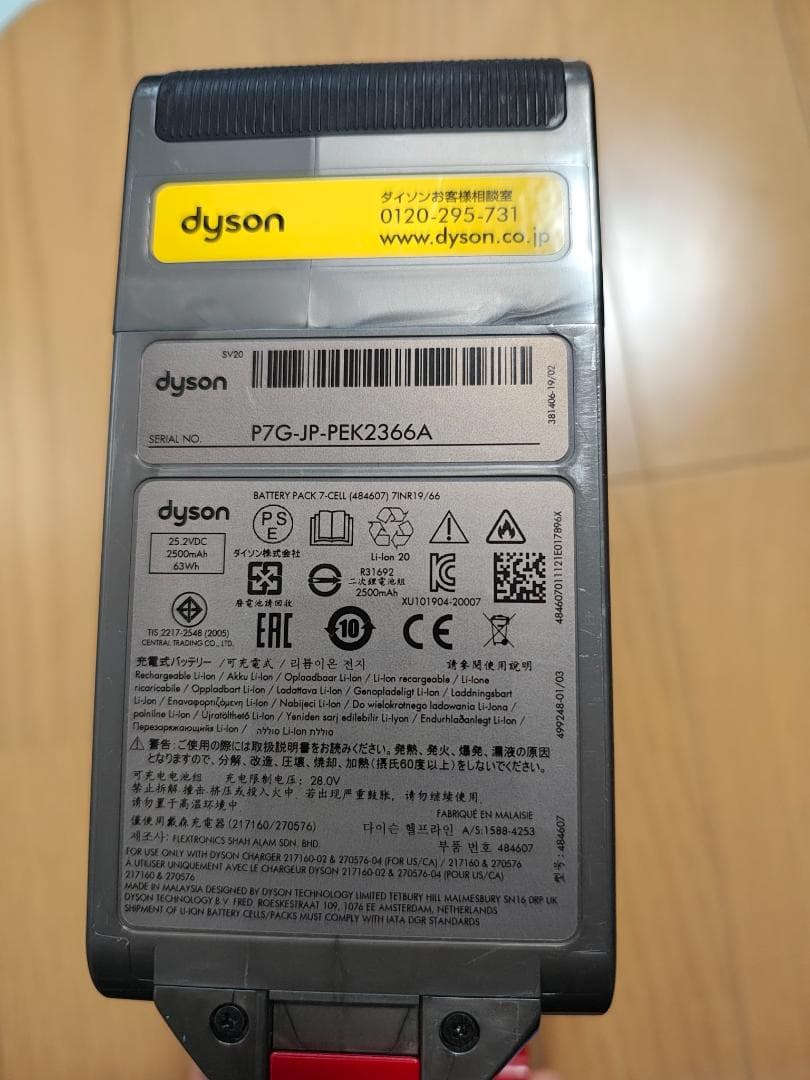 dyson
ダイソンお客様相談室
0120-295-731
www.dyson.co.jp
SV20
dyson
381406-19/02
SERIAL NO.
P7G-JP-PEK2366A
BATTERY PACK 7-CELL (484607) 7INR19/66
dyson
PS
E
25.2VDC
2500mAh
63Wh
ダイソン株式会社
Li-Ion 20
R31692
二次鋰電池組
2500mAh
廢電池請回收
XU101904-20007
484607011121E017896X
TIS 2217-2548 (2005)
CENTRAL TRADING CO., LTD.
EAC
10
CE
充電式バッテリー / 可充電式 / 리튬이온 전지
請參閱使用說明
Rechargeable Li-Ion / Akku Li-Ion / Oplaadbaar Li-Ion / Li-Ion recargeable / Li-Ione
ricaricabile / Oppladbart Li-Ion / Ladattava Li-Ion / Genopladeligt Li-Ion / Laddningsbart
Li-Jon / Επαναφορτιζόμενη Li-Ion / Nabíjecí Li-Ion / Do wielokrotnego ładowania Li-Jona /
polnilne Li-Ion / Újratölthető Li-Ion / Yeniden sarj edilebilir Li-Iyon / Endurhlaðanlegt Li-Ion /
Перезаряжающийся Li-Ion / סוללת Li-Ion סוללה
499248-01/03
警告：ご使用の際には取扱説明書をお読みください。発熱、発火、爆発、漏液の原因
となりますので、分解、改造、圧壊、焼却、加熱（摂氏60度以上）をしないでください。
可充电电池组 充电限制电压：28.0V
禁止拆解.撞击.挤压或投入火中. 若出现严重鼓胀，请勿继续使用.
请勿置于高温环境中
FABRIQUÉ EN MALAISIE
僅使用戴森充電器 (217160/270576)
다이슨 헬프라인 A/S:1588-4253
제조사: FLEXTRONICS SHAH ALAM SDN. BHD.
부품 번호 484607
型号：484607
FOR USE ONLY WITH DYSON CHARGER 217160-02 & 270576-04 (FOR US/CA) / 217160 & 270576
À UTILISER UNIQUEMENT AVEC LE CHARGEUR DYSON 217160-02 & 270576-04 (POUR US/CA)
217160 & 270576
MADE IN MALAYSIA DESIGNED BY DYSON TECHNOLOGY LIMITED TETBURY HILL MALMESBURY SN16 0RP UK
DYSON TECHNOLOGY B.V. FRED. ROESKESTRAAT 109, 1076 EE AMSTERDAM, NETHERLANDS
SHIPMENT OF LI-ION BATTERY CELLS/PACKS MUST COMPLY WITH IATA DGR STANDARDS